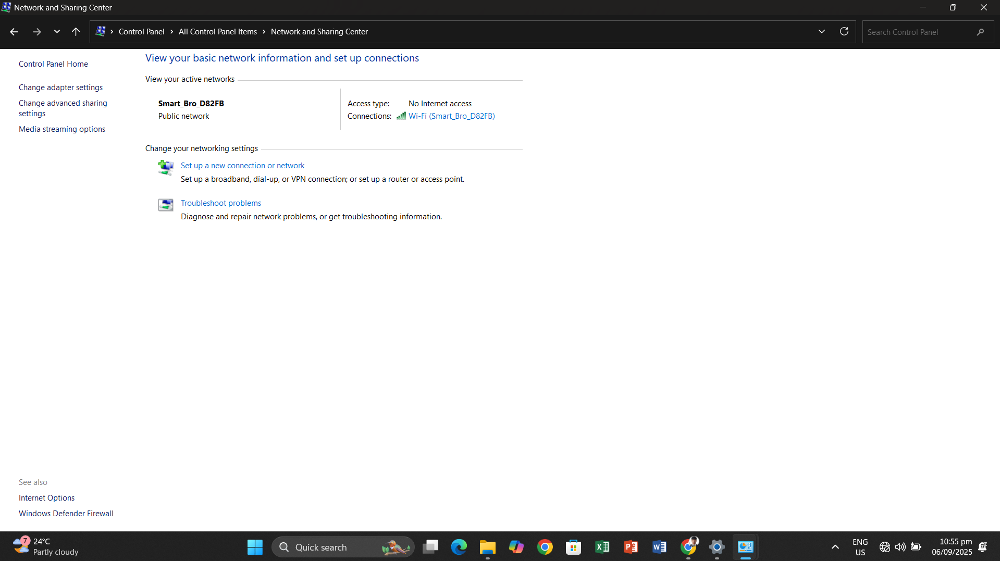 Network and Sharing Center
Control Panel > All Control Panel Items > Network and Sharing Center
Search Control Panel
Control Panel Home
Change adapter settings
Change advanced sharing
settings
Media streaming options
View your basic network information and set up connections
View your active networks
Smart_Bro_D82FB
Public network
Access type: No Internet access
Connections: Wi-Fi (Smart_Bro_D82FB)
Change your networking settings
Set up a new connection or network
Set up a broadband, dial-up, or VPN connection; or set up a router or access point.
Troubleshoot problems
Diagnose and repair network problems, or get troubleshooting information.
See also
Internet Options
Windows Defender Firewall
7
24°C
Partly cloudy
Quick search
ENG
US
10:55 pm
06/09/2025